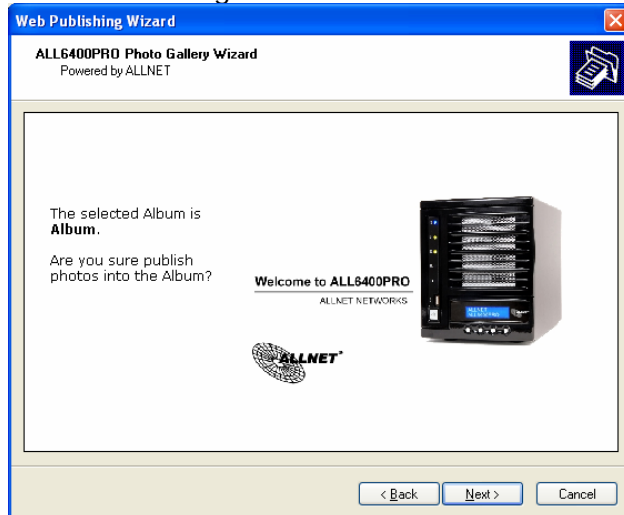 Web Publishing Wizard
ALL6400PRO Photo Gallery Wizard
Powered by ALLNET
The selected Album is
Album.
Are you sure publish
photos into the Album?
Welcome to ALL6400PRO
ALLNET NETWORKS
ALLNET
< Back
Next >
Cancel